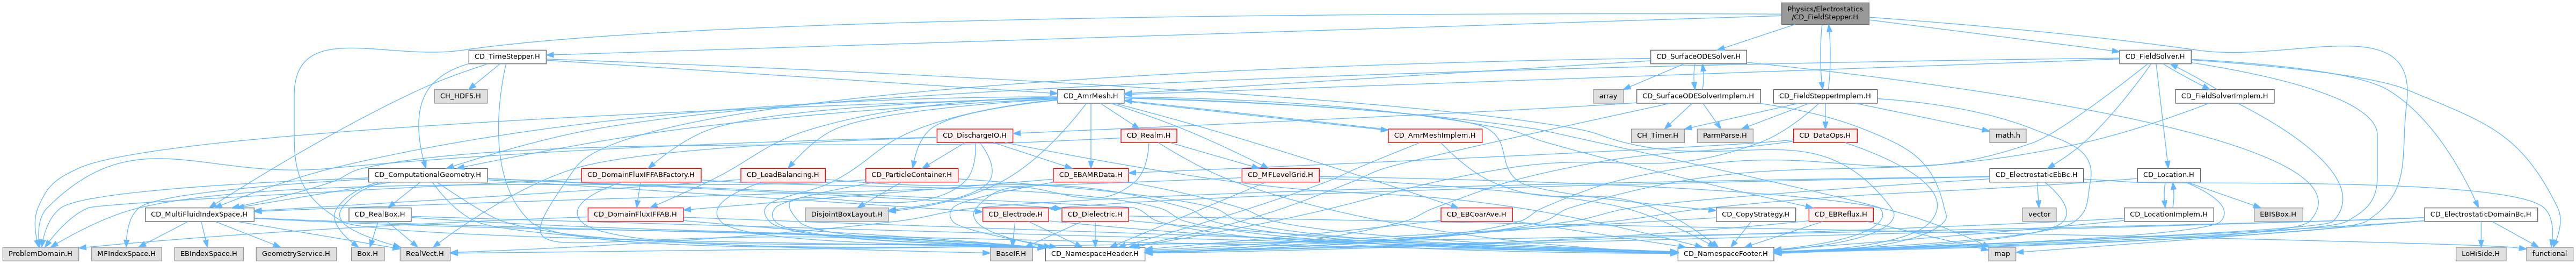 Physics/Electrostatics
/CD_FieldStepper.H
CD_TimeStepper.H
CD_SurfaceODESolver.H
CD_FieldSolver.H
CH_HDF5.H
CD_AmrMesh.H
array
CD_SurfaceODESolverImplem.H
CD_FieldStepperImplem.H
CD_FieldSolverImplem.H
CD_DischargeIO.H
CD_Realm.H
CD_AmrMeshImplem.H
CH_Timer.H
ParmParse.H
CD_DataOps.H
math.h
CD_ComputationalGeometry.H
CD_DomainFluxIFFABFactory.H
CD_LoadBalancing.H
CD_ParticleContainer.H
CD_EBAMRData.H
CD_MFLevelGrid.H
CD_ElectrostaticEbBc.H
CD_Location.H
CD_MultiFluidIndexSpace.H
CD_RealBox.H
CD_DomainFluxIFFAB.H
DisjointBoxLayout.H
CD_Electrode.H
CD_Dielectric.H
CD_EBCoarAve.H
CD_CopyStrategy.H
CD_EBReflux.H
vector
CD_LocationImplem.H
EBISBox.H
CD_ElectrostaticDomainBc.H
ProblemDomain.H
MFIndexSpace.H
EBIndexSpace.H
GeometryService.H
Box.H
RealVect.H
BaseIF.H
CD_NamespaceHeader.H
CD_NamespaceFooter.H
map
LoHiSide.H
functional